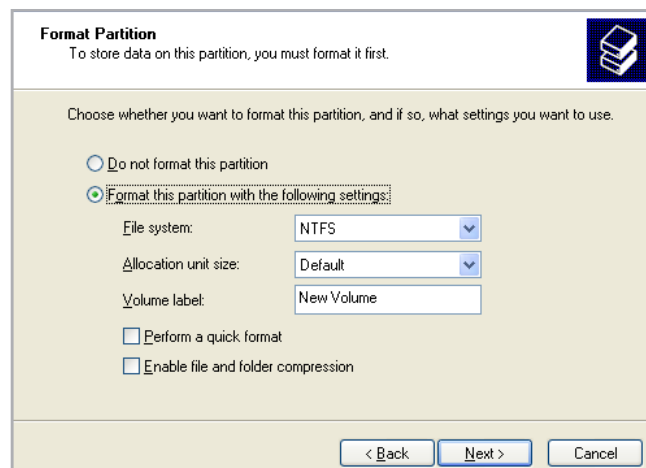 Format Partition
To store data on this partition, you must format it first.
Choose whether you want to format this partition, and if so, what settings you want to use.
Do not format this partition
Format this partition with the following settings:
File system:
NTFS
Allocation unit size:
Default
Volume label:
New Volume
Perform a quick format
Enable file and folder compression
< Back
Next >
Cancel